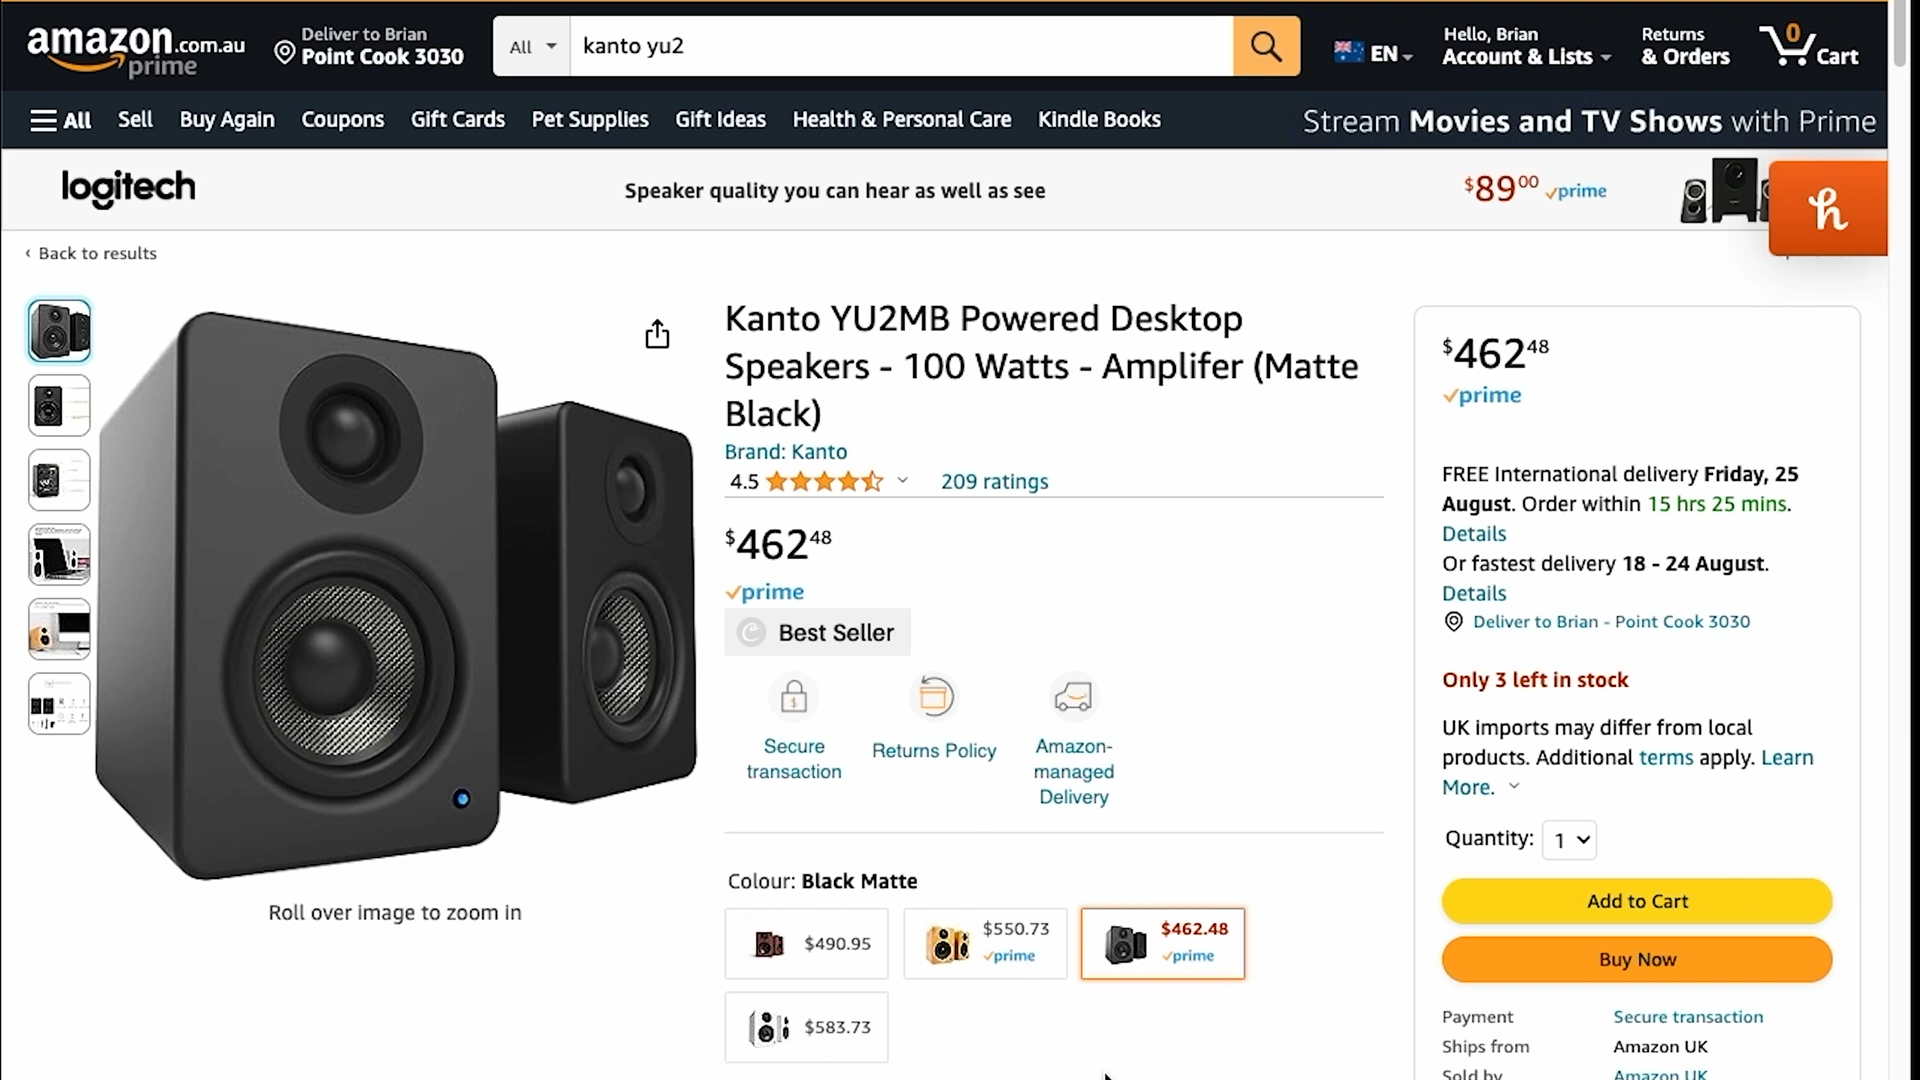 amazon.com.au
prime
Deliver to Brian
Point Cook 3030
All
kanto yu2
EN
Hello, Brian
Account & Lists
Returns
& Orders
0
Cart
All
Sell
Buy Again
Coupons
Gift Cards
Pet Supplies
Gift Ideas
Health & Personal Care
Kindle Books
Stream Movies and TV Shows with Prime
logitech
Speaker quality you can hear as well as see
$8900 prime
h
‹ Back to results
Kanto YU2MB Powered Desktop
Speakers - 100 Watts - Amplifer (Matte
Black)
Brand: Kanto
4.5
209 ratings
$46248
prime
Best Seller
Secure
transaction
Returns Policy
Amazon-
managed
Delivery
Roll over image to zoom in
Colour: Black Matte
$490.95
$550.73
prime
$462.48
prime
$583.73
$46248
prime
FREE International delivery Friday, 25
August. Order within 15 hrs 25 mins.
Details
Or fastest delivery 18 - 24 August.
Details
Deliver to Brian - Point Cook 3030
Only 3 left in stock
UK imports may differ from local
products. Additional terms apply. Learn
More.
Quantity: 1
Add to Cart
Buy Now
Payment Secure transaction
Ships from Amazon UK
Sold by Amazon UK